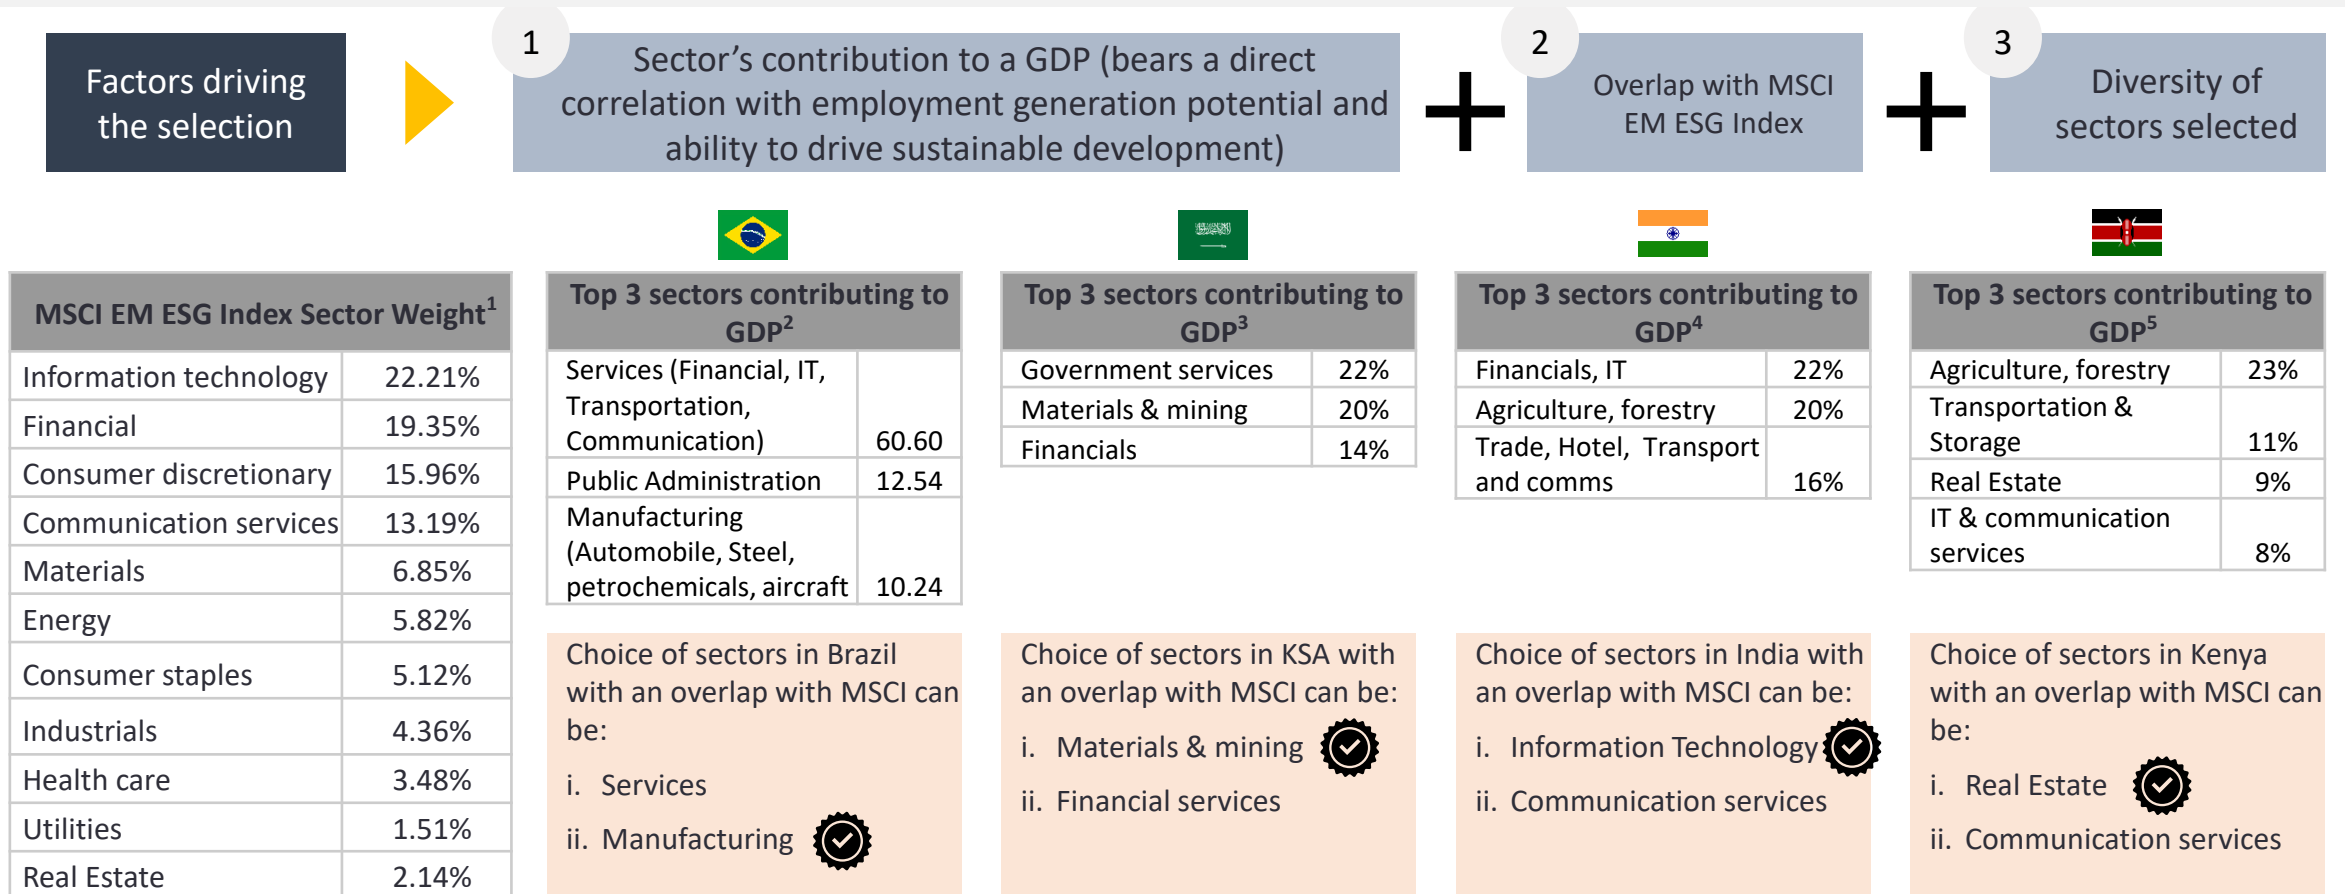 Factors driving
the selection
1
Sector’s contribution to a GDP (bears a direct
correlation with employment generation potential and
ability to drive sustainable development)
2
Overlap with MSCI
EM ESG Index
3
Diversity of
sectors selected
MSCI EM ESG Index Sector Weight1
Information technology 22.21%
Financial 19.35%
Consumer discretionary 15.96%
Communication services 13.19%
Materials 6.85%
Energy 5.82%
Consumer staples 5.12%
Industrials 4.36%
Health care 3.48%
Utilities 1.51%
Real Estate 2.14%
Top 3 sectors contributing to
GDP2
Services (Financial, IT,
Transportation,
Communication) 60.60
Public Administration 12.54
Manufacturing
(Automobile, Steel,
petrochemicals, aircraft 10.24
Choice of sectors in Brazil
with an overlap with MSCI can
be:
i. Services
ii. Manufacturing
Top 3 sectors contributing to
GDP3
Government services 22%
Materials & mining 20%
Financials 14%
Choice of sectors in KSA with
an overlap with MSCI can be:
i. Materials & mining
ii. Financial services
Top 3 sectors contributing to
GDP4
Financials, IT 22%
Agriculture, forestry 20%
Trade, Hotel, Transport
and comms 16%
Choice of sectors in India with
an overlap with MSCI can be:
i. Information Technology
ii. Communication services
Top 3 sectors contributing to
GDP5
Agriculture, forestry 23%
Transportation &
Storage 11%
Real Estate 9%
IT & communication
services 8%
Choice of sectors in Kenya
with an overlap with MSCI can
be:
i. Real Estate
ii. Communication services